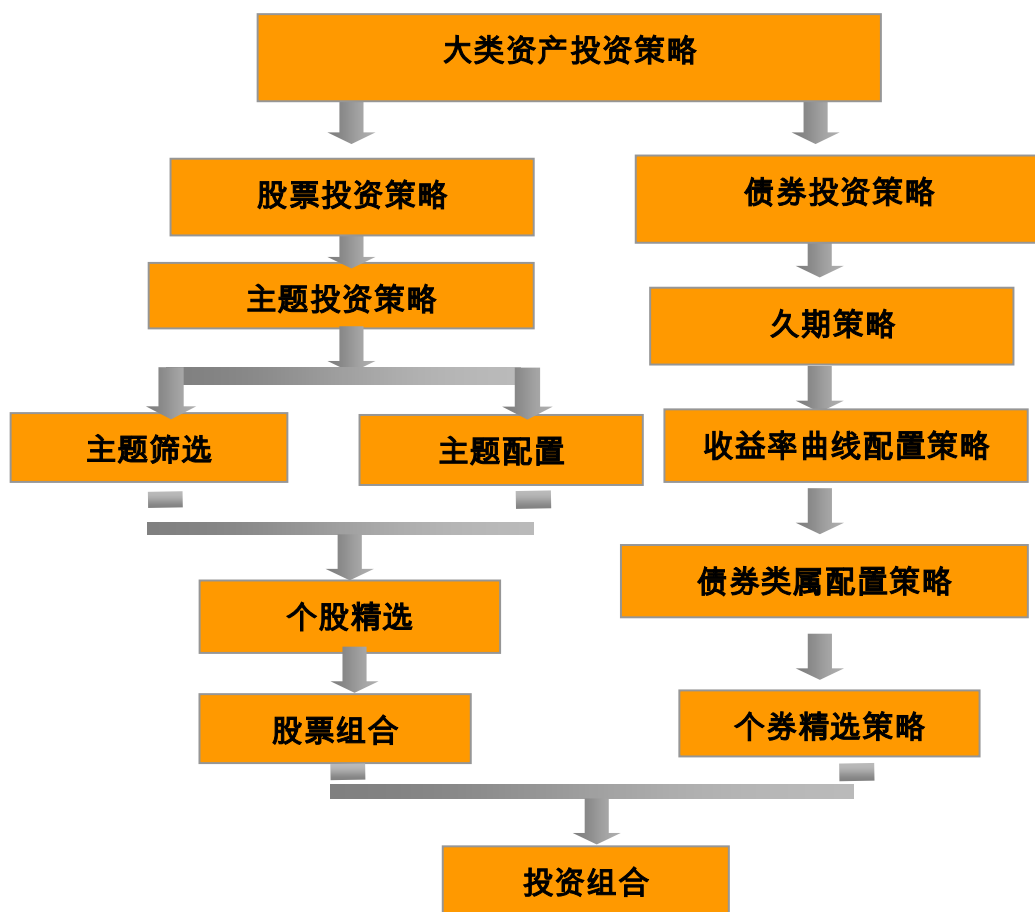 大类资产投资策略
股票投资策略
债券投资策略
主题投资策略
久期策略
主题筛选
主题配置
收益率曲线配置策略
债券类属配置策略
个股精选
股票组合
个券精选策略
投资组合